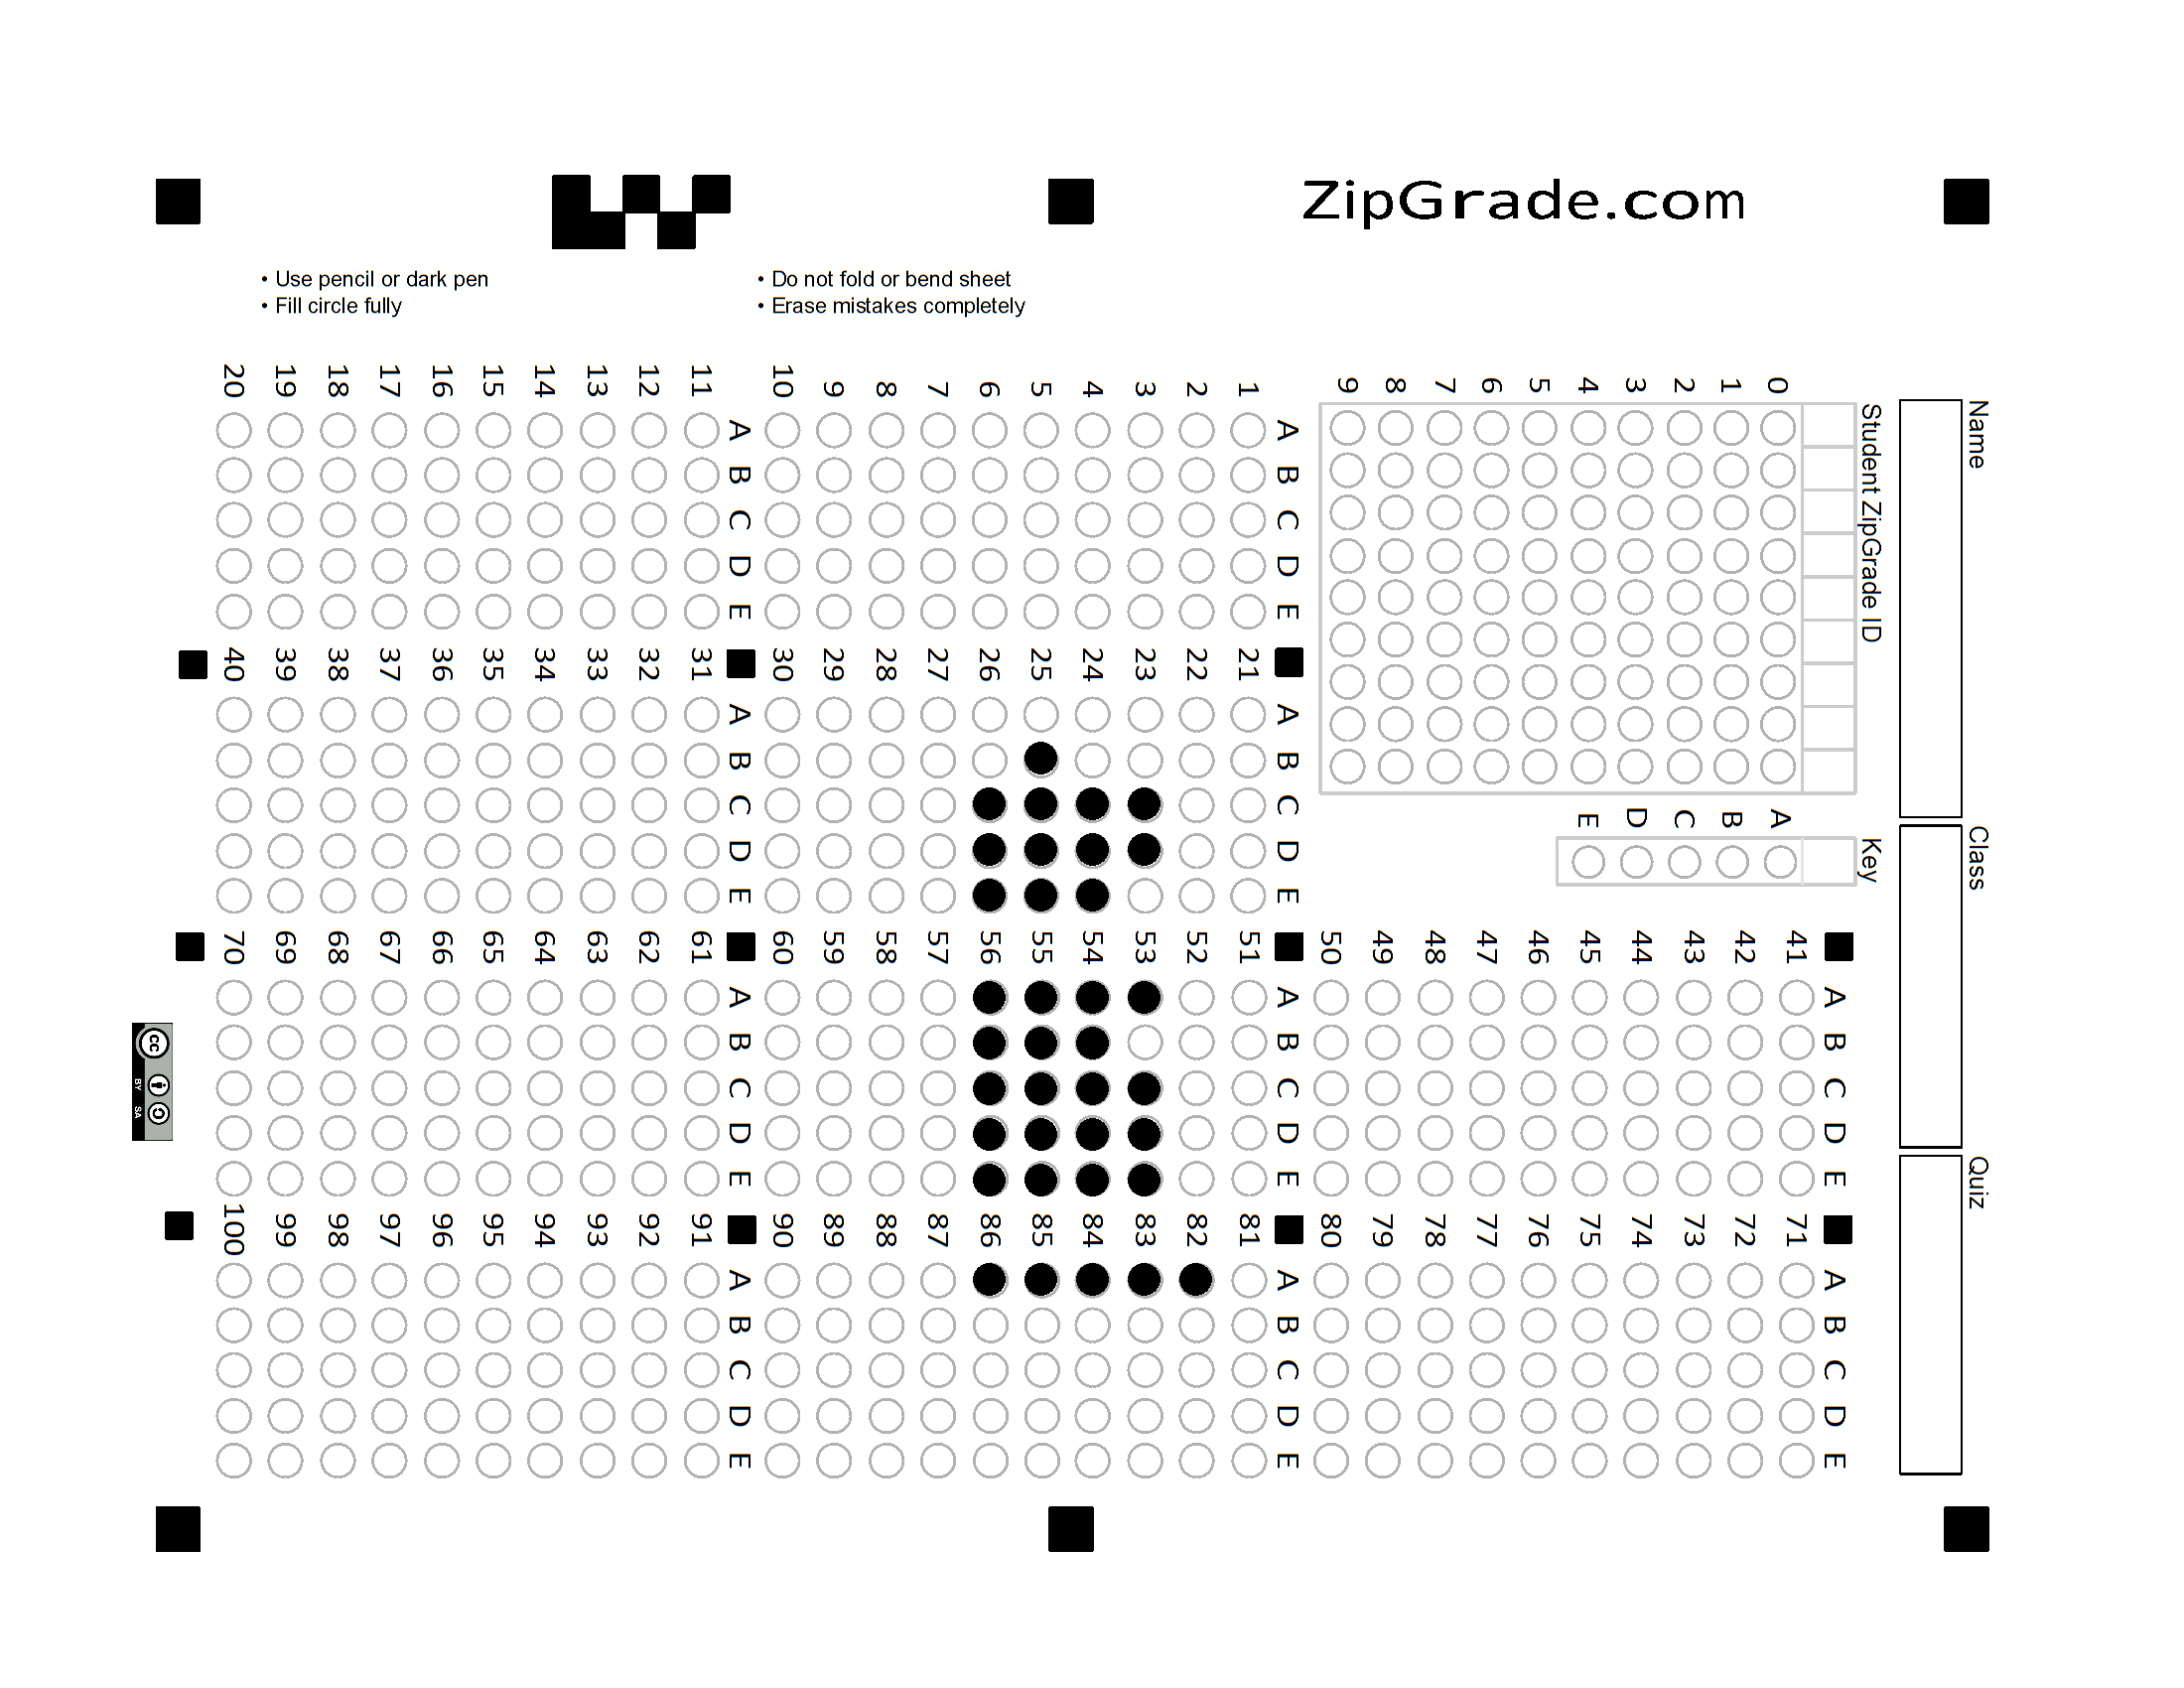 ZipGrade.com
• Use pencil or dark pen
• Fill circle fully
• Do not fold or bend sheet
• Erase mistakes completely
Name
Class
Quiz
Student ZipGrade ID
0 1 2 3 4 5 6 7 8 9
Key
A B C D E
A B C D E
1 2 3 4 5 6 7 8 9 10
A B C D E
11 12 13 14 15 16 17 18 19 20
A B C D E
21 22 23 24 25 26 27 28 29 30
A B C D E
31 32 33 34 35 36 37 38 39 40
A B C D E
41 42 43 44 45 46 47 48 49 50
A B C D E
51 52 53 54 55 56 57 58 59 60
A B C D E
61 62 63 64 65 66 67 68 69 70
A B C D E
71 72 73 74 75 76 77 78 79 80
A B C D E
81 82 83 84 85 86 87 88 89 90
A B C D E
91 92 93 94 95 96 97 98 99 100
A B C D E
cc
BY SA